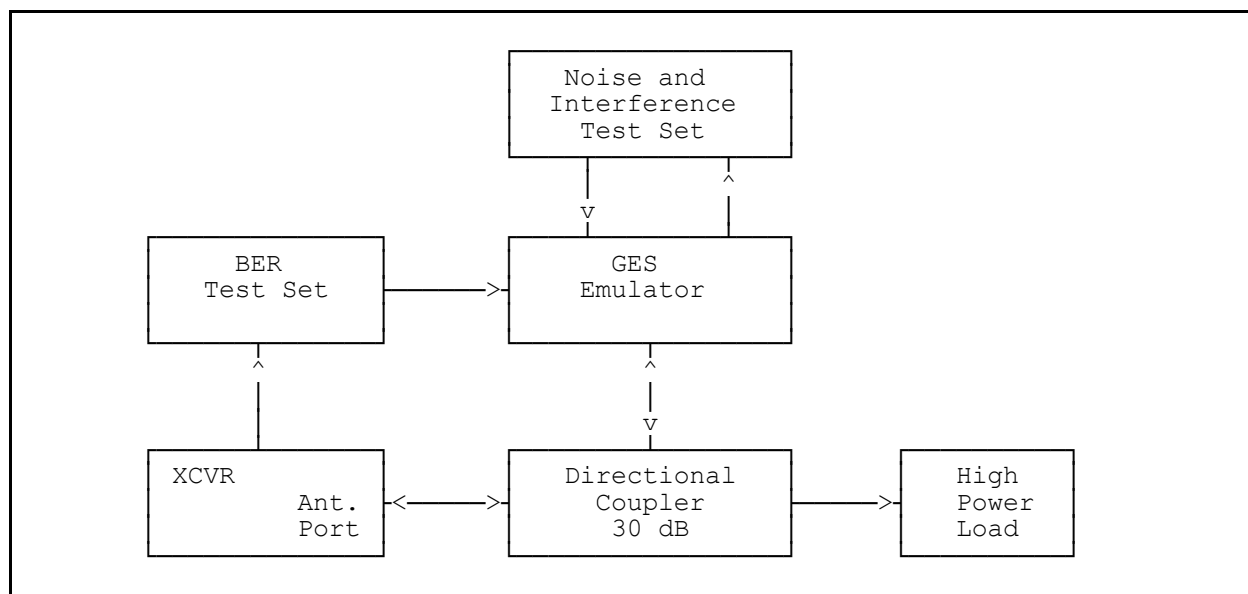 Noise and
Interference
Test Set
BER
Test Set
GES
Emulator
XCVR
Ant.
Port
Directional
Coupler
30 dB
High
Power
Load